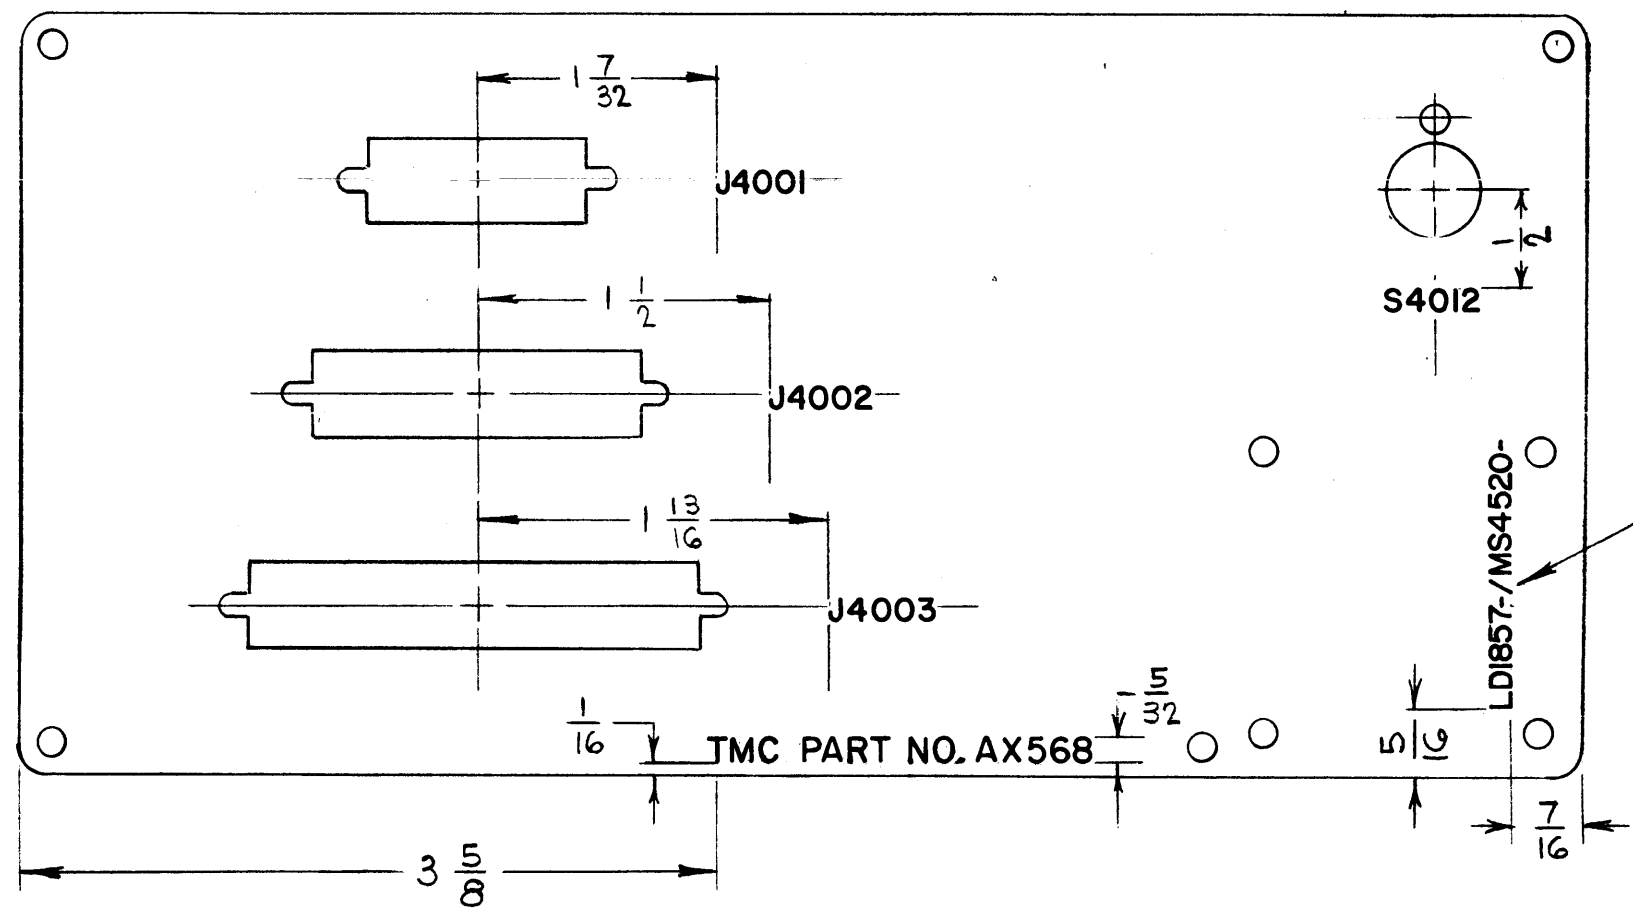 1 7/32
J4001
1/2
S4012
1 1/2
J4002
1 13/16
J4003
LD1857-/MS4520-
1/16
TMC PART NO. AX568
5/32
5/16
7/16
3 5/8